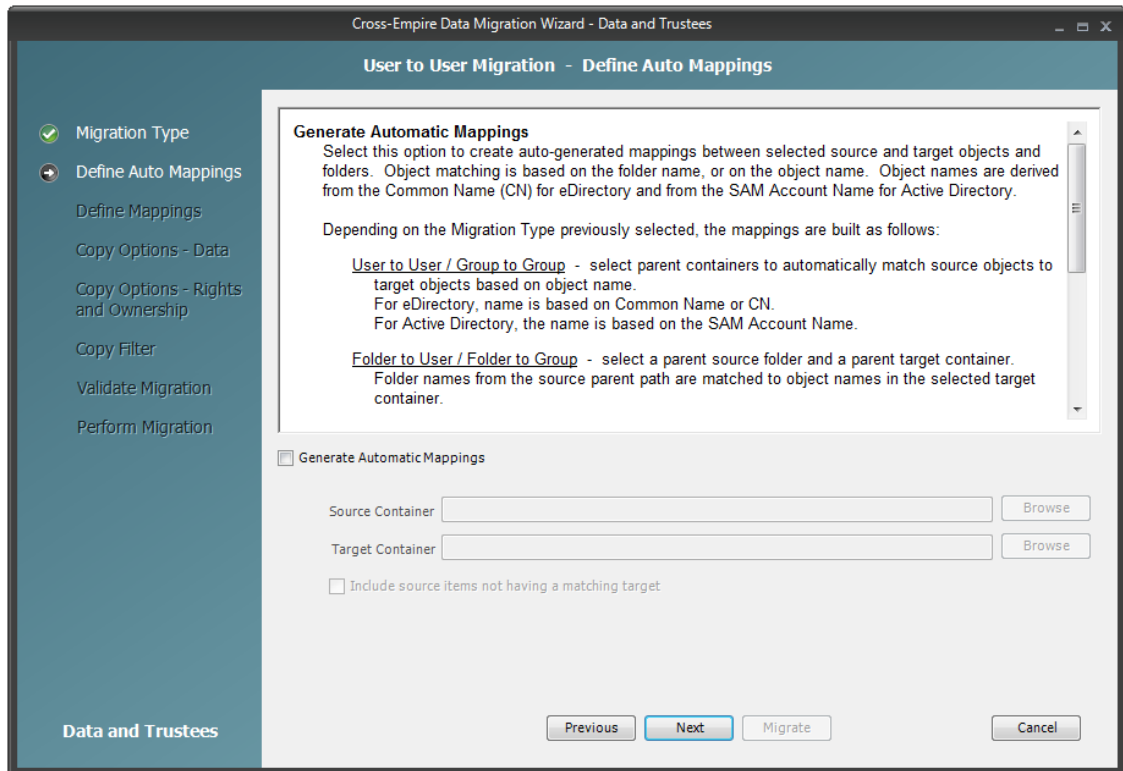 Cross-Empire Data Migration Wizard - Data and Trustees
User to User Migration - Define Auto Mappings
Migration Type
Define Auto Mappings
Define Mappings
Copy Options - Data
Copy Options - Rights
and Ownership
Copy Filter
Validate Migration
Perform Migration
Data and Trustees
Generate Automatic Mappings
Select this option to create auto-generated mappings between selected source and target objects and
folders. Object matching is based on the folder name, or on the object name. Object names are derived
from the Common Name (CN) for eDirectory and from the SAM Account Name for Active Directory.
Depending on the Migration Type previously selected, the mappings are built as follows:
User to User / Group to Group - select parent containers to automatically match source objects to
target objects based on object name.
For eDirectory, name is based on Common Name or CN.
For Active Directory, the name is based on the SAM Account Name.
Folder to User / Folder to Group - select a parent source folder and a parent target container.
Folder names from the source parent path are matched to object names in the selected target
container.
Generate Automatic Mappings
Source Container
Browse
Target Container
Browse
Include source items not having a matching target
Previous
Next
Migrate
Cancel